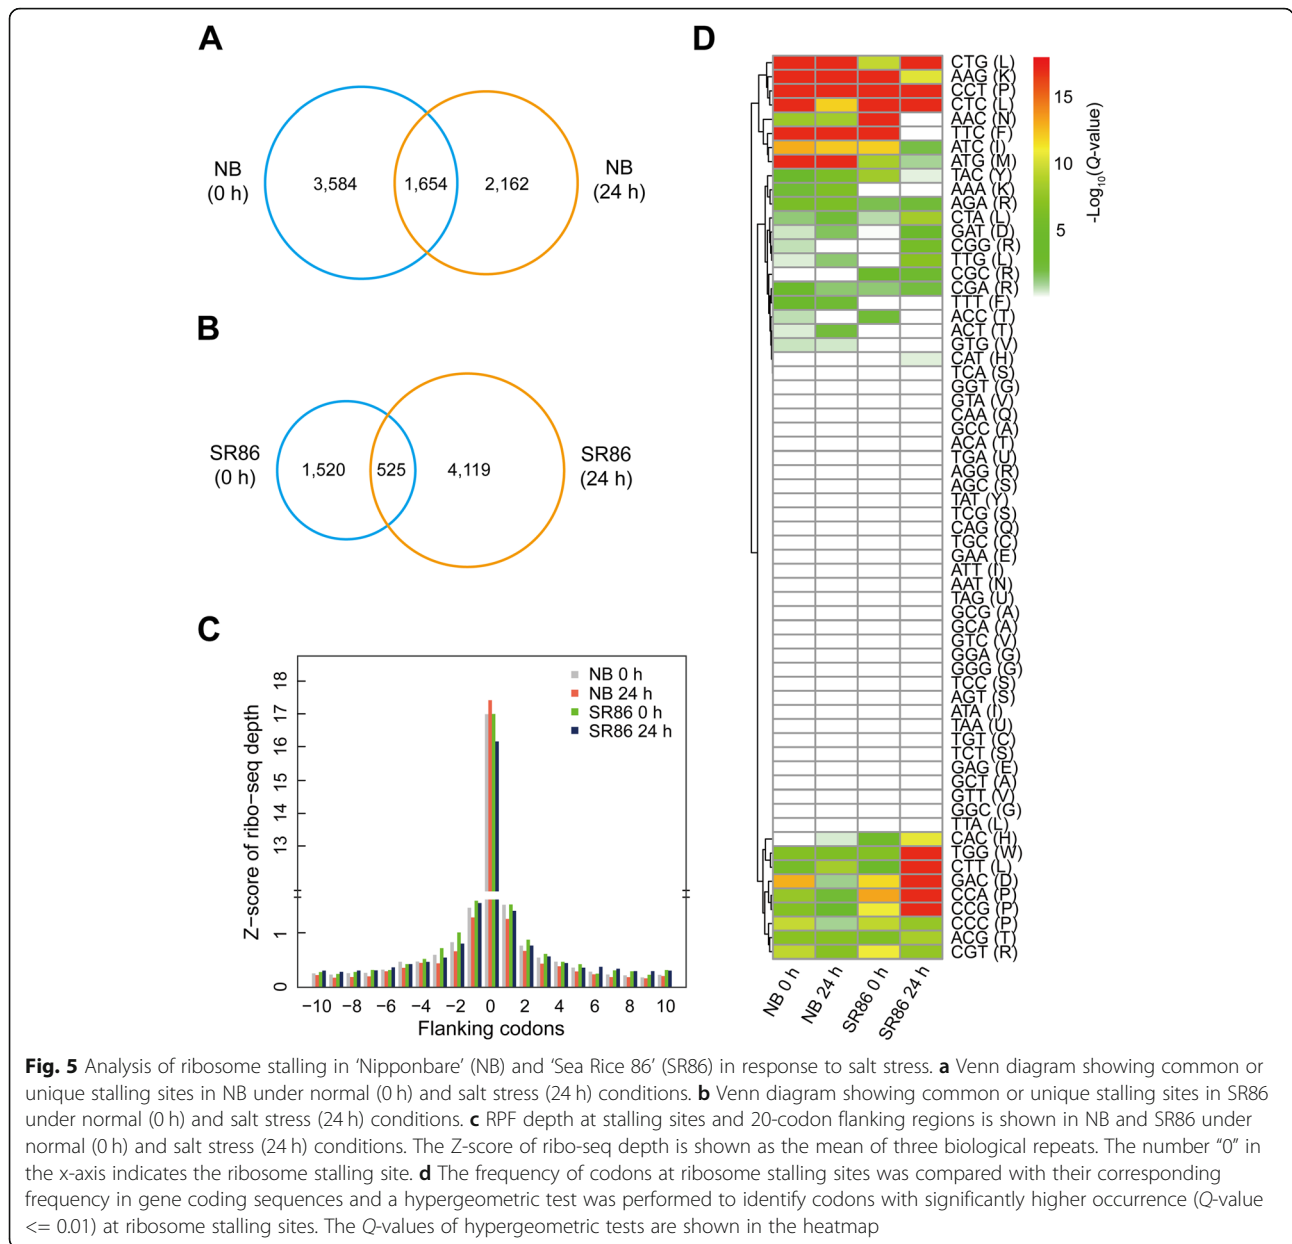 A
NB
(0 h)
3,584
1,654
2,162
NB
(24 h)
B
SR86
(0 h)
1,520
525
4,119
SR86
(24 h)
C
Z−score of ribo−seq depth
18
17
16
15
14
13
1
0
NB 0 h
NB 24 h
SR86 0 h
SR86 24 h
−10 −8 −6 −4 −2 0 2 4 6 8 10
Flanking codons
D
CTG (L)
AAG (K)
CCT (P)
CTC (L)
AAC (N)
TTC (F)
ATC (I)
ATG (M)
TAC (Y)
AAA (K)
AGA (R)
CTA (L)
GAT (D)
CGG (R)
TTG (L)
CGC (R)
CGA (R)
TTT (F)
ACC (T)
ACT (T)
GTG (V)
CAT (H)
TCA (S)
GGT (G)
GTA (V)
CAA (Q)
GCC (A)
ACA (T)
TGA (U)
AGG (R)
AGC (S)
TAT (Y)
TCG (S)
CAG (Q)
TGC (C)
GAA (E)
ATT (I)
AAT (N)
TAG (U)
GCG (A)
GCA (A)
GTC (V)
GGA (G)
GGG (G)
TCC (S)
AGT (S)
ATA (I)
TAA (U)
TGT (C)
TCT (S)
GAG (E)
GCT (A)
GTT (V)
GGC (G)
TTA (L)
CAC (H)
TGG (W)
CTT (L)
GAC (D)
CCA (P)
CCG (P)
CCC (P)
ACG (T)
CGT (R)
NB 0 h
NB 24 h
SR86 0 h
SR86 24 h
15
10
5
-Log10(Q-value)
Fig. 5 Analysis of ribosome stalling in ‘Nipponbare’ (NB) and ‘Sea Rice 86’ (SR86) in response to salt stress. a Venn diagram showing common or
unique stalling sites in NB under normal (0 h) and salt stress (24 h) conditions. b Venn diagram showing common or unique stalling sites in SR86
under normal (0 h) and salt stress (24 h) conditions. c RPF depth at stalling sites and 20-codon flanking regions is shown in NB and SR86 under
normal (0 h) and salt stress (24 h) conditions. The Z-score of ribo-seq depth is shown as the mean of three biological repeats. The number “0” in
the x-axis indicates the ribosome stalling site. d The frequency of codons at ribosome stalling sites was compared with their corresponding
frequency in gene coding sequences and a hypergeometric test was performed to identify codons with significantly higher occurrence (Q-value
<= 0.01) at ribosome stalling sites. The Q-values of hypergeometric tests are shown in the heatmap